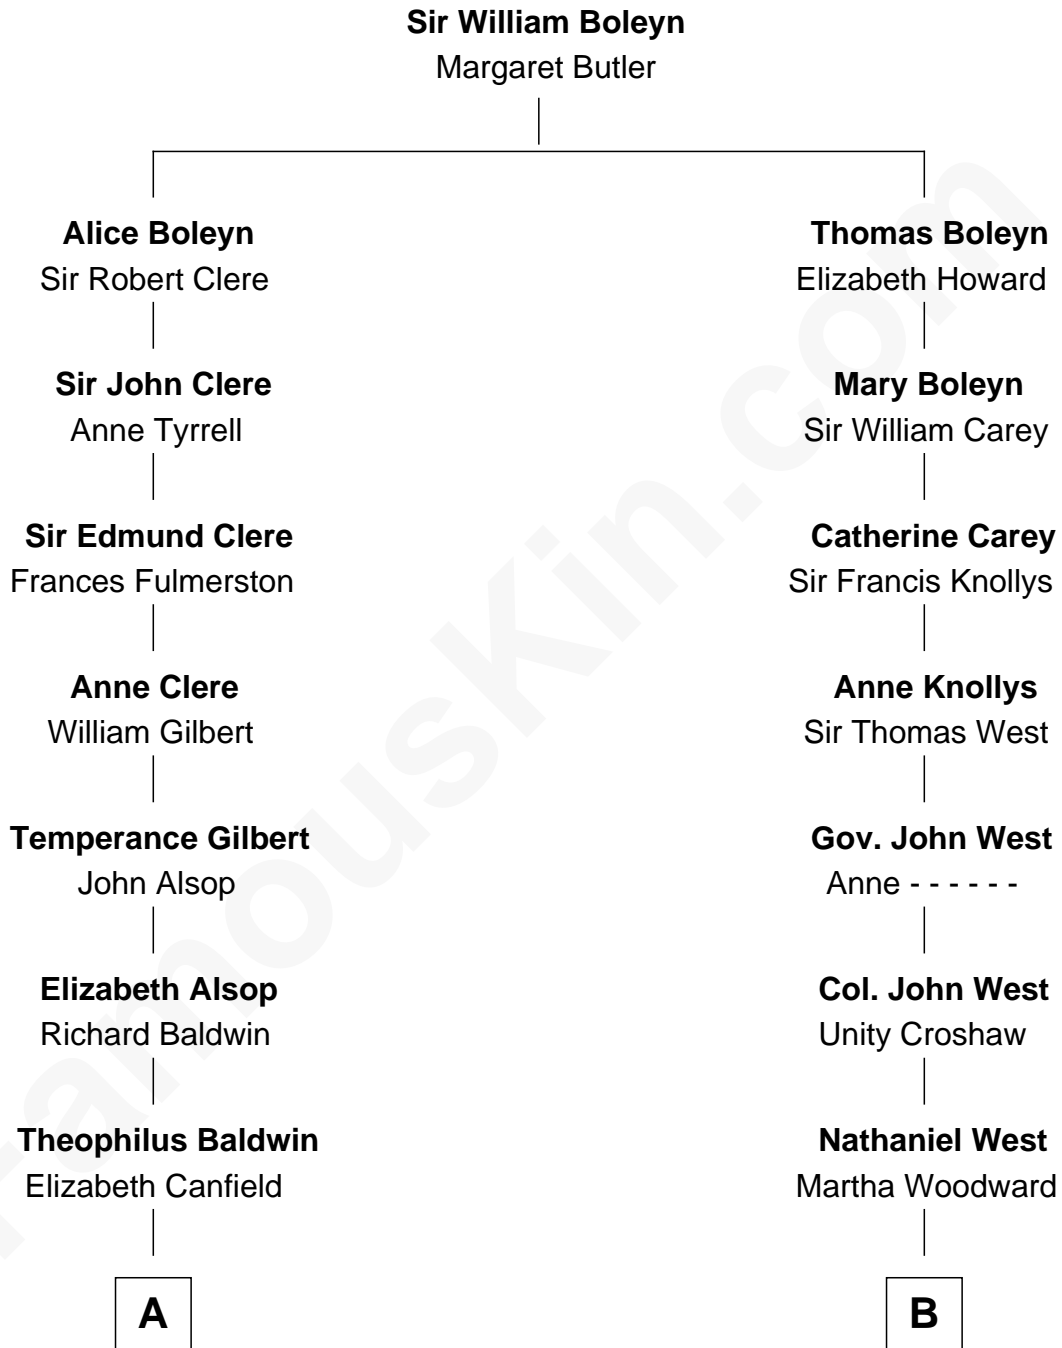 Sir William Boleyn
Margaret Butler
Alice Boleyn
Sir Robert Clere
Thomas Boleyn
Elizabeth Howard
Sir John Clere
Anne Tyrrell
Mary Boleyn
Sir William Carey
Sir Edmund Clere
Frances Fulmerston
Catherine Carey
Sir Francis Knollys
Anne Clere
William Gilbert
Anne Knollys
Sir Thomas West
Temperance Gilbert
John Alsop
Gov. John West
Anne - - - - - -
Elizabeth Alsop
Richard Baldwin
Col. John West
Unity Croshaw
Theophilus Baldwin
Elizabeth Canfield
Nathaniel West
Martha Woodward
A
B
FamousKin.com